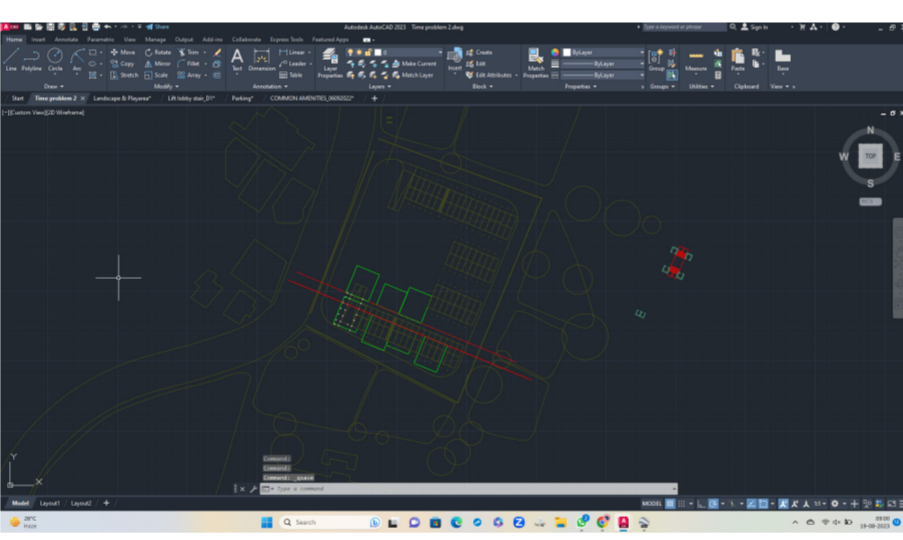 Autodesk AutoCAD 2023 Time problem 2.dwg
Share
Type a keyword or phrase
Sign In
Home Insert Annotate Parametric View Manage Output Add-ins Collaborate Express Tools Featured Apps
Line Polyline Circle Arc
Move Rotate Trim
Copy Mirror Fillet
Stretch Scale Array
Text Dimension
Linear
Leader
Table
Layer Properties
0
Make Current
Match Layer
Insert
Create
Edit
Edit Attributes
Match Properties
ByLayer
ByLayer
ByLayer
Group
Measure
Paste
Base
Draw Modify Annotation Layers Block Properties Groups Utilities Clipboard View
Start Time problem 2 Landscape & Playarea* Lift lobby stair_D1* Parking* COMMON AMENITIES_06092022*
[-][Custom View][2D Wireframe]
N
W TOP E
S
Y
X
Command:
Command:
Command: _qsave
Type a command
Model Layout1 Layout2 +
MODEL
28°C
Haze
Search
09:00
19-08-2023